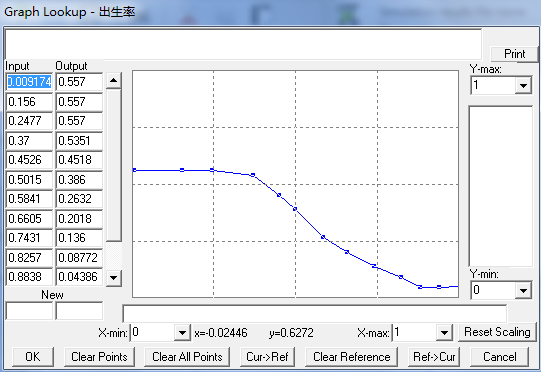 Graph Lookup - 出生率
Print
Input Output
Y-max:
0.009174 0.557
1
0.156 0.557
0.2477 0.557
0.37 0.5351
0.4526 0.4518
0.5015 0.386
0.5841 0.2632
0.6605 0.2018
0.7431 0.136
0.8257 0.08772
0.8838 0.04386
Y-min:
0
New
X-min: 0 x=-0.02446 y=0.6272 X-max: 1 Reset Scaling
OK Clear Points Clear All Points Cur->Ref Clear Reference Ref->Cur Cancel